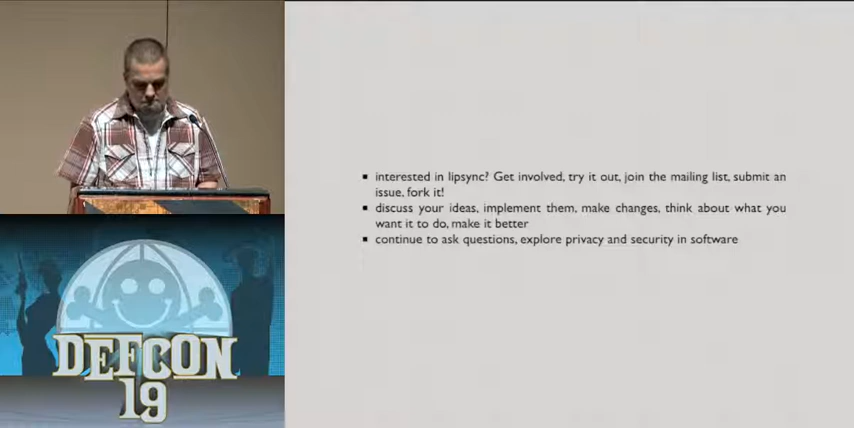 interested in lipsync? Get involved, try it out, join the mailing list, submit an
issue, fork it!
discuss your ideas, implement them, make changes, think about what you
want it to do, make it better
continue to ask questions, explore privacy and security in software
DEFCON
19